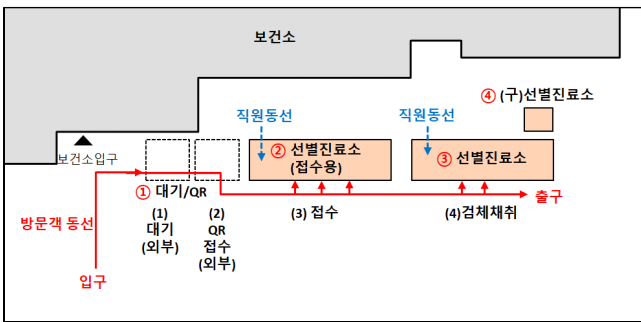 보건소
④ (구)선별진료소
직원동선
직원동선
보건소입구
② 선별진료소
(접수용)
③ 선별진료소
① 대기/QR
출구
방문객 동선
(1)
대기
(외부)
(2)
QR
접수
(외부)
(3) 접수
(4)검체채취
입구